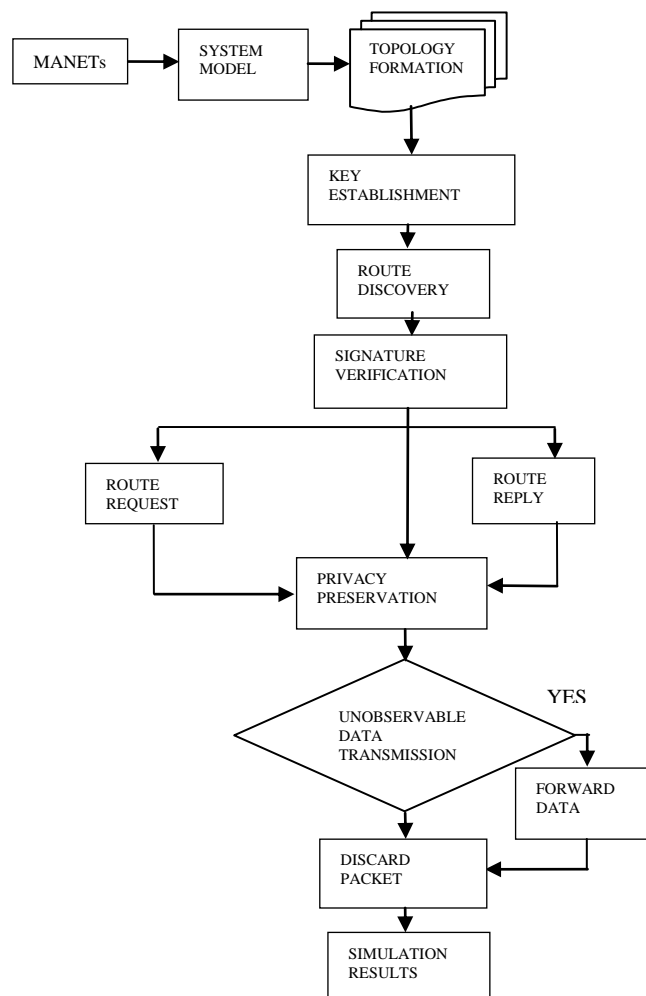 MANETs
SYSTEM
MODEL
TOPOLOGY
FORMATION
KEY
ESTABLISHMENT
ROUTE
DISCOVERY
SIGNATURE
VERIFICATION
ROUTE
REQUEST
ROUTE
REPLY
PRIVACY
PRESERVATION
YES
UNOBSERVABLE
DATA
TRANSMISSION
FORWARD
DATA
DISCARD
PACKET
SIMULATION
RESULTS